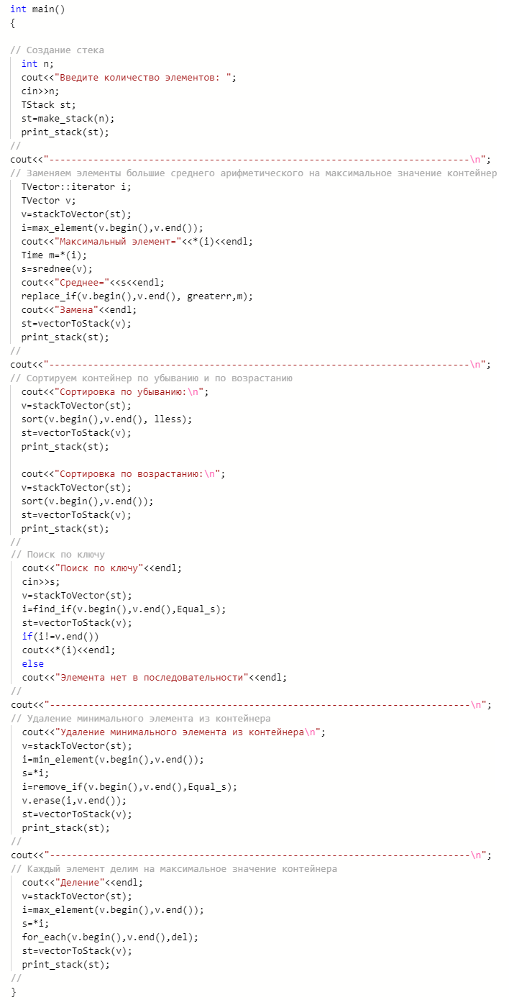 int main()
{
// Создание стека
int n;
cout<<"Введите количество элементов: ";
cin>>n;
TStack st;
st=make_stack(n);
print_stack(st);
//
cout<<"----------------------------------------------------------------------------\n";
// Заменяем элементы большие среднего арифметического на максимальное значение контейнер
TVector::iterator i;
TVector v;
v=stackToVector(st);
i=max_element(v.begin(),v.end());
cout<<"Максимальный элемент="<<*(i)<<endl;
Time m=*(i);
s=srednee(v);
cout<<"Среднее="<<s<<endl;
replace_if(v.begin(),v.end(), greaterr,m);
cout<<"Замена"<<endl;
st=vectorToStack(v);
print_stack(st);
//
cout<<"----------------------------------------------------------------------------\n";
// Сортируем контейнер по убыванию и по возрастанию
cout<<"Сортировка по убыванию:\n";
v=stackToVector(st);
sort(v.begin(),v.end(), lless);
st=vectorToStack(v);
print_stack(st);
cout<<"Сортировка по возрастанию:\n";
v=stackToVector(st);
sort(v.begin(),v.end());
st=vectorToStack(v);
print_stack(st);
//
// Поиск по ключу
cout<<"Поиск по ключу"<<endl;
cin>>s;
v=stackToVector(st);
i=find_if(v.begin(),v.end(),Equal_s);
st=vectorToStack(v);
if(i!=v.end())
cout<<*(i)<<endl;
else
cout<<"Элемента нет в последовательности"<<endl;
//
cout<<"----------------------------------------------------------------------------\n";
// Удаление минимального элемента из контейнера
cout<<"Удаление минимального элемента из контейнера\n";
v=stackToVector(st);
i=min_element(v.begin(),v.end());
s=*i;
i=remove_if(v.begin(),v.end(),Equal_s);
v.erase(i,v.end());
st=vectorToStack(v);
print_stack(st);
//
cout<<"----------------------------------------------------------------------------\n";
// Каждый элемент делим на максимальное значение контейнера
cout<<"Деление"<<endl;
v=stackToVector(st);
i=max_element(v.begin(),v.end());
s=*i;
for_each(v.begin(),v.end(),del);
st=vectorToStack(v);
print_stack(st);
//
}